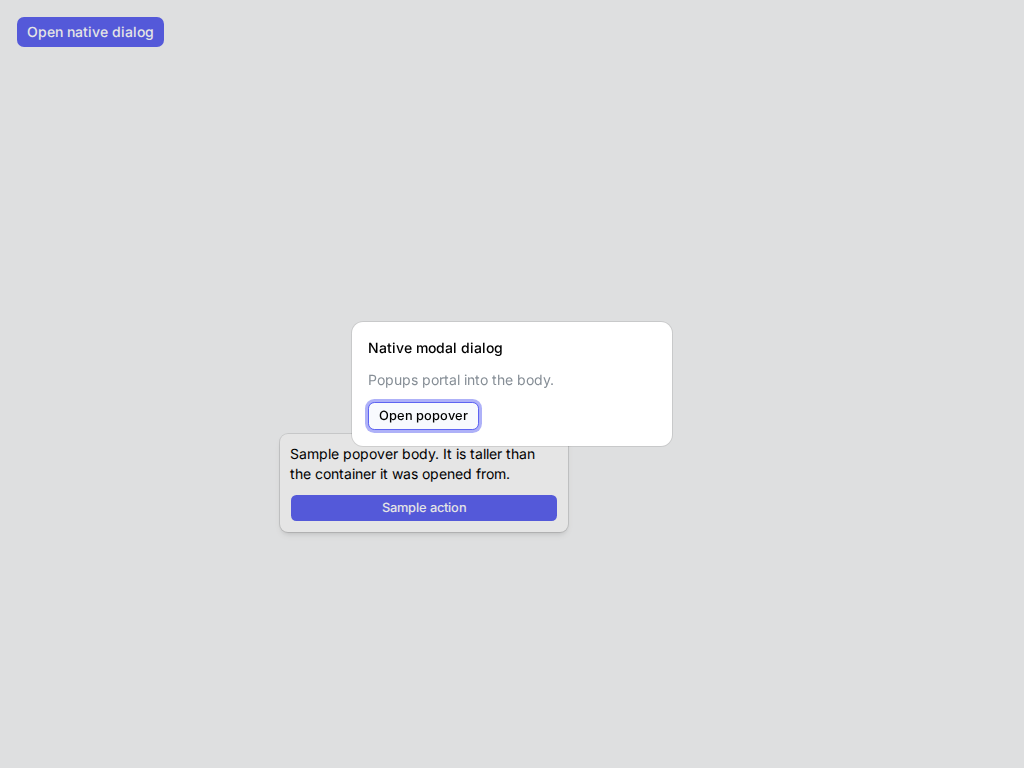 Open native dialog
Native modal dialog
Popups portal into the body.
Open popover
Sample popover body. It is taller than
the container it was opened from.
Sample action